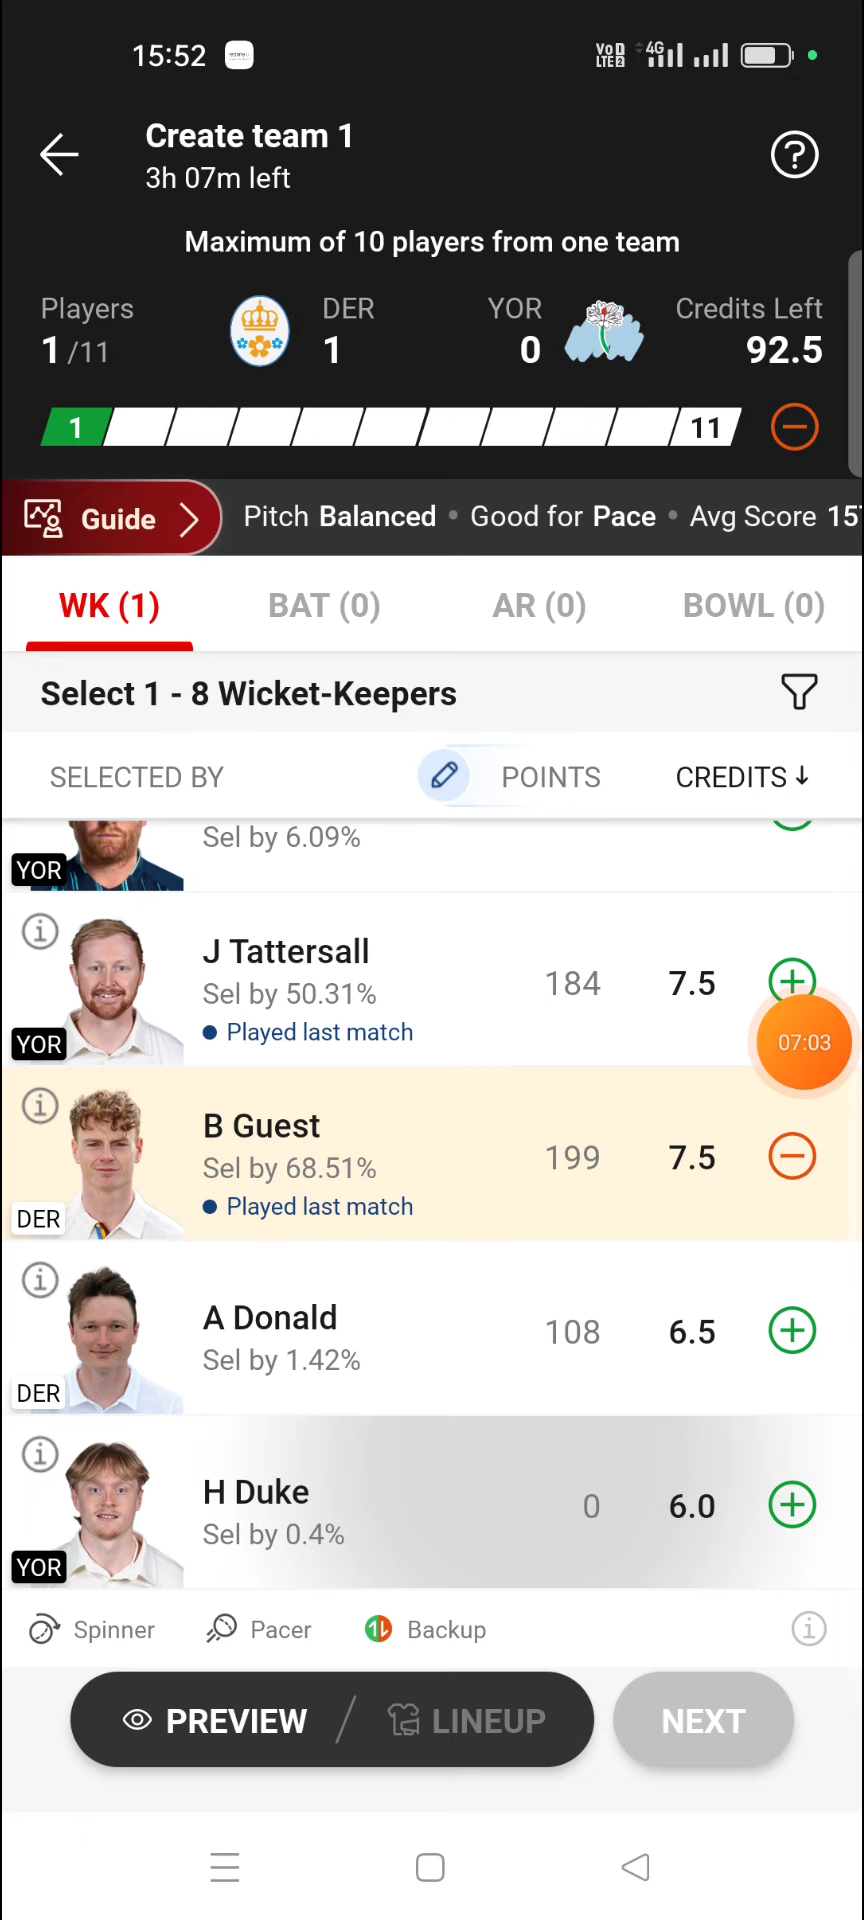 15:52
VoD LTE2 4G
Create team 1
3h 07m left
Maximum of 10 players from one team
Players DER YOR Credits Left
1 /11 1 0 92.5
1 11
Guide Pitch Balanced • Good for Pace • Avg Score 157
WK (1) BAT (0) AR (0) BOWL (0)
Select 1 - 8 Wicket-Keepers
SELECTED BY POINTS CREDITS ↓
Sel by 6.09%
YOR
J Tattersall 184 7.5
Sel by 50.31%
Played last match
YOR
07:03
B Guest 199 7.5
Sel by 68.51%
Played last match
DER
A Donald 108 6.5
Sel by 1.42%
DER
H Duke 0 6.0
Sel by 0.4%
YOR
Spinner Pacer Backup
PREVIEW / LINEUP NEXT